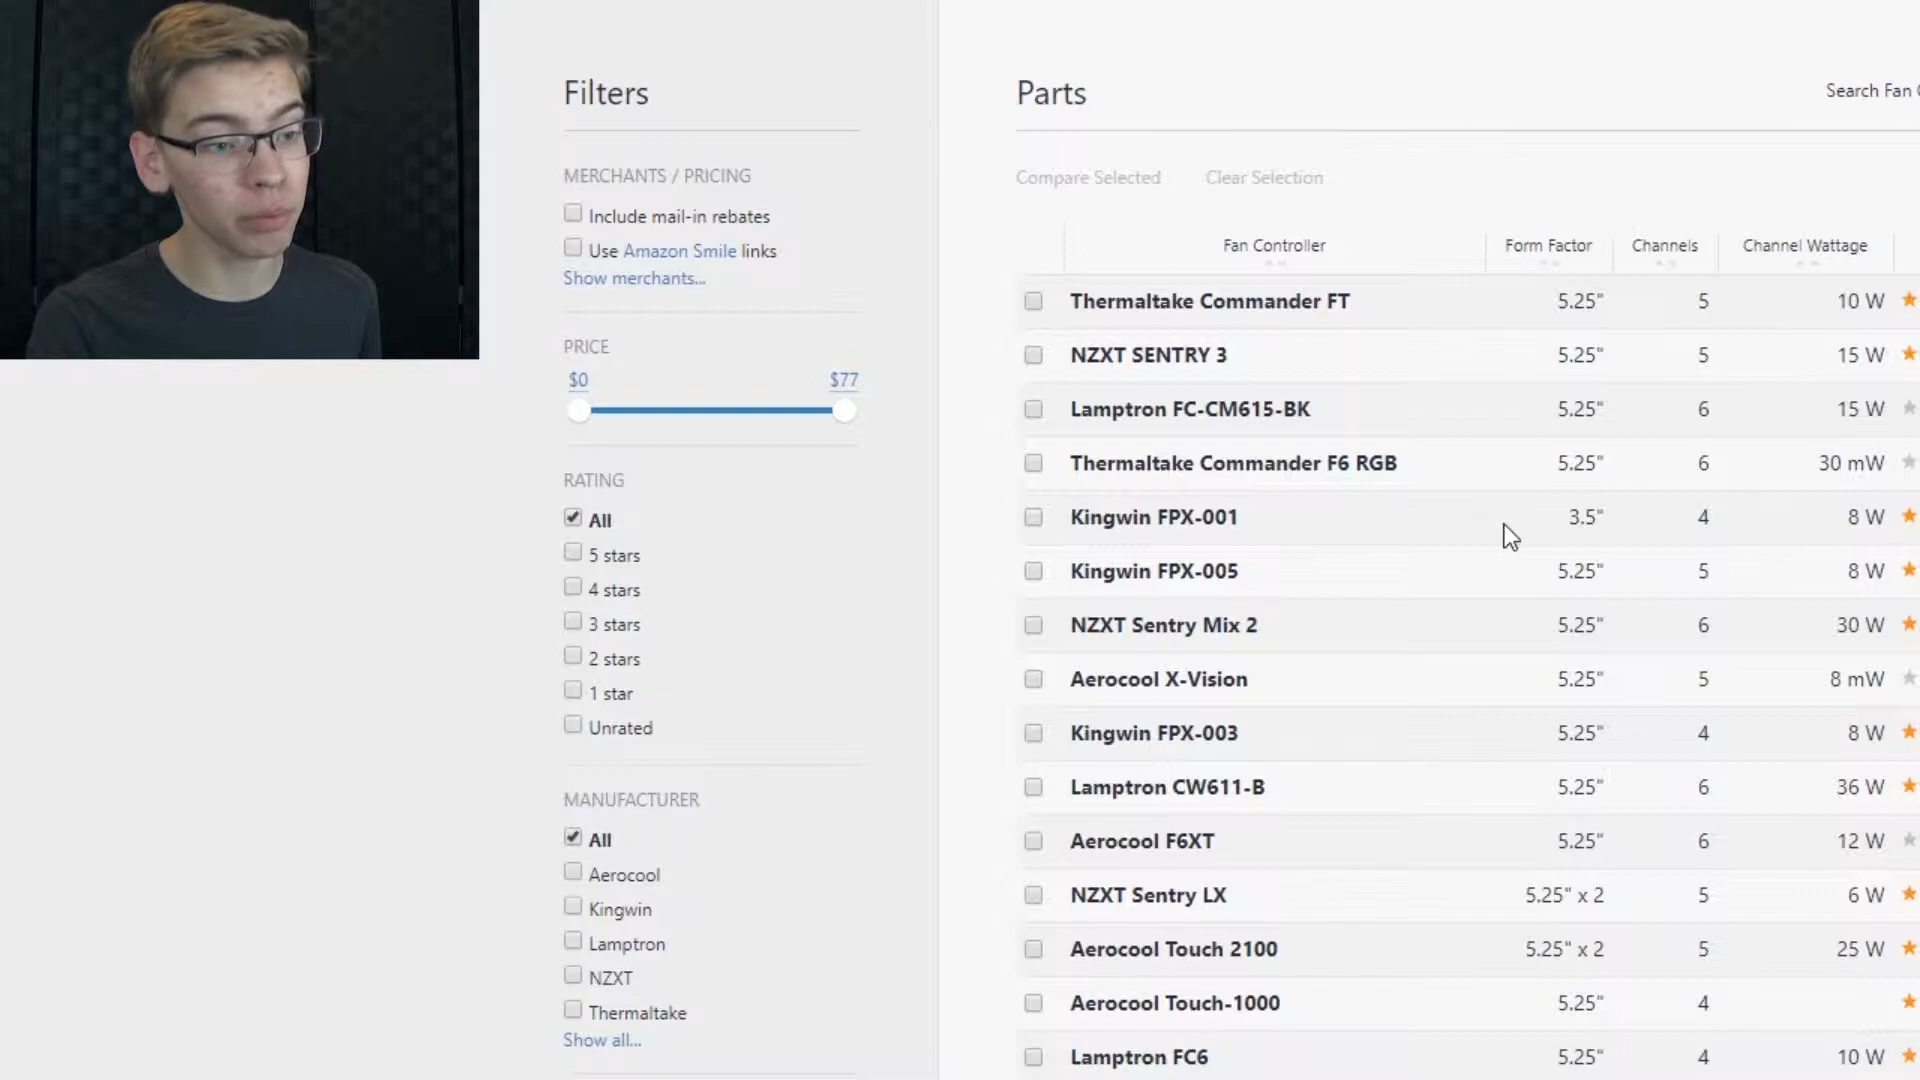 Filters
MERCHANTS / PRICING
Include mail-in rebates
Use Amazon Smile links
Show merchants...
PRICE
$0 $77
RATING
All
5 stars
4 stars
3 stars
2 stars
1 star
Unrated
MANUFACTURER
All
Aerocool
Kingwin
Lamptron
NZXT
Thermaltake
Show all...
Parts Search Fan
Compare Selected Clear Selection
Fan Controller Form Factor Channels Channel Wattage
Thermaltake Commander FT 5.25" 5 10 W
NZXT SENTRY 3 5.25" 5 15 W
Lamptron FC-CM615-BK 5.25" 6 15 W
Thermaltake Commander F6 RGB 5.25" 6 30 mW
Kingwin FPX-001 3.5" 4 8 W
Kingwin FPX-005 5.25" 5 8 W
NZXT Sentry Mix 2 5.25" 6 30 W
Aerocool X-Vision 5.25" 5 8 mW
Kingwin FPX-003 5.25" 4 8 W
Lamptron CW611-B 5.25" 6 36 W
Aerocool F6XT 5.25" 6 12 W
NZXT Sentry LX 5.25" x 2 5 6 W
Aerocool Touch 2100 5.25" x 2 5 25 W
Aerocool Touch-1000 5.25" 4
Lamptron FC6 5.25" 4 10 W